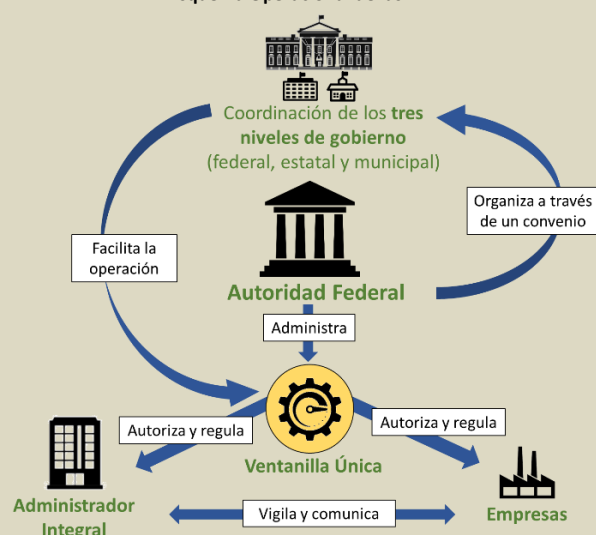 Coordinación de los tres
niveles de gobierno
(federal, estatal y municipal)
Organiza a través
de un convenio
Facilita la
operación
Autoridad Federal
Administra
Autoriza y regula
Autoriza y regula
Ventanilla Única
Administrador
Integral
Vigila y comunica
Empresas